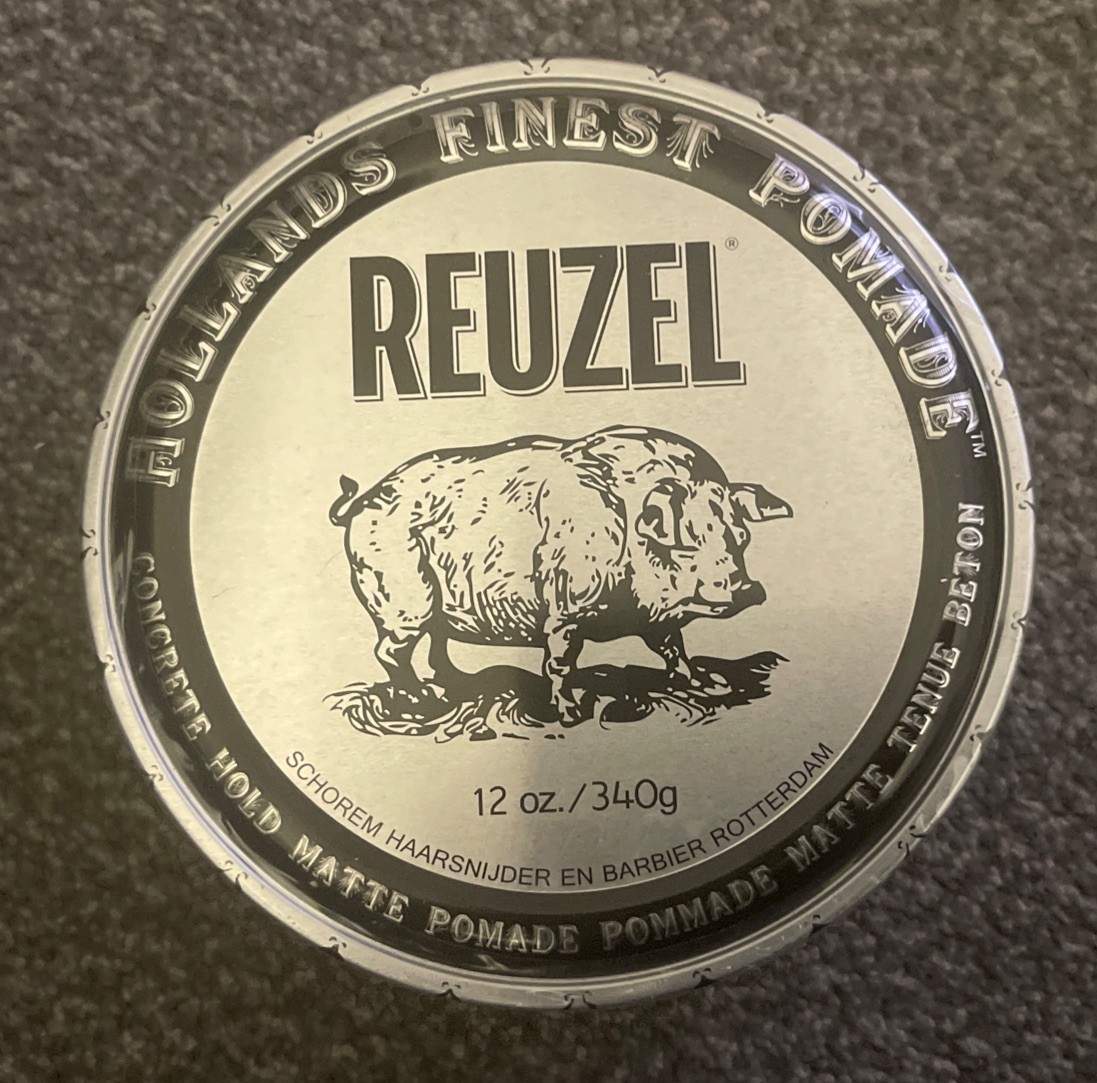 HOLLANDS FINEST POMADE™
REUZEL®
12 oz./340g
SCHOREM HAARSNIJDER EN BARBIER ROTTERDAM
CONCRETE HOLD MATTE POMADE POMMADE MATTE TENUE BÉTON